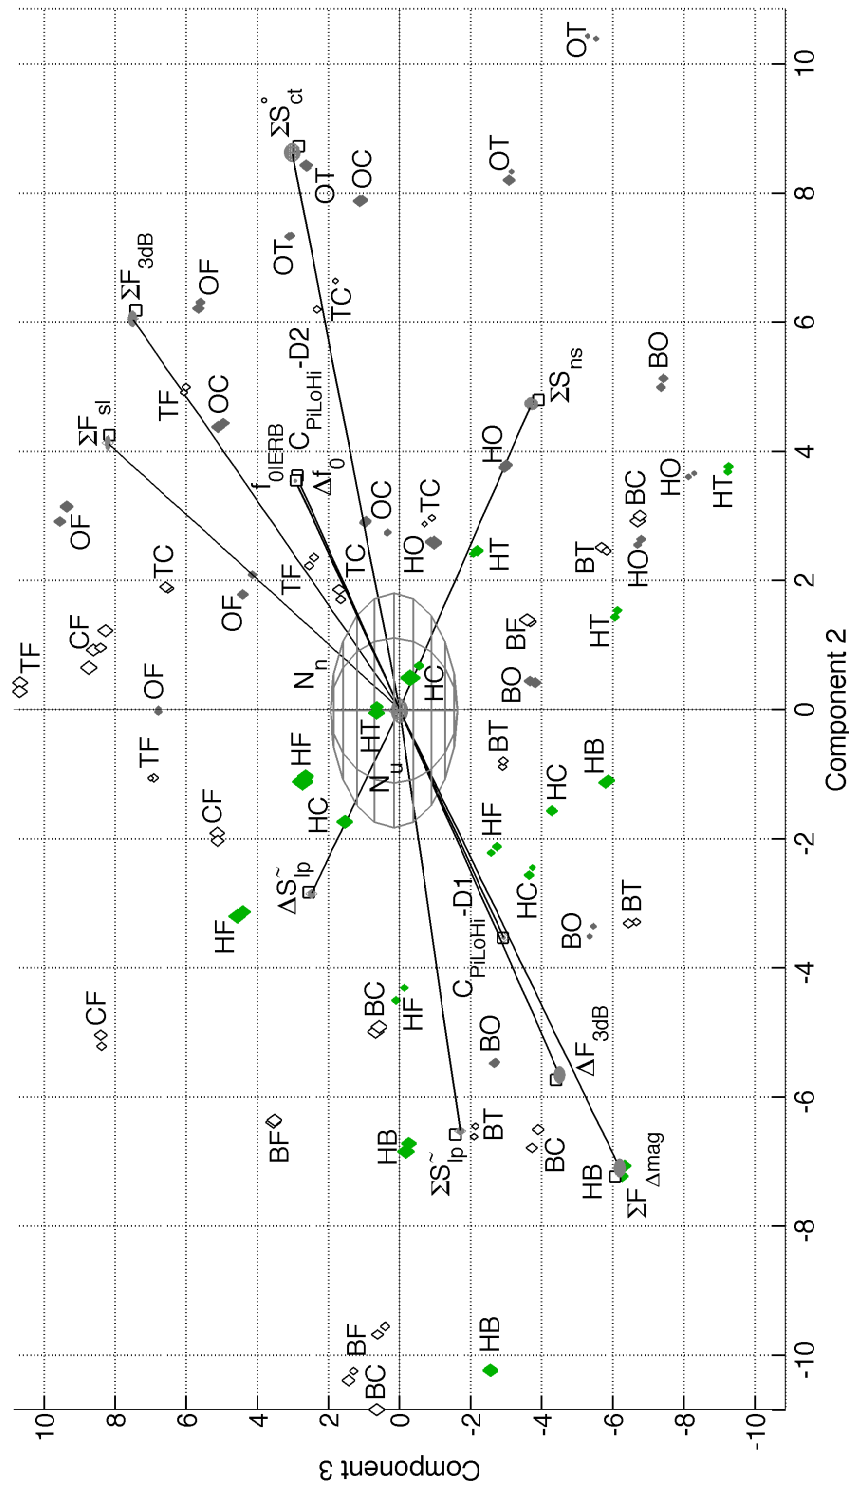 OT
ΣS°ct
OT
OT
OC
ΣF3dB
OT
OF
TC°
ΣFsl
TF
OC
CPiLoHi-D2
f0|ERB
Δf0
ΣSns
BO
OF
OC
HO
TC
HO
HT
TC
TF
TC
HO
HT
BC
BT
HO
OF
CF
TF
BF
HT
Nn
HC
BO
OF
HT
TF
HF
Nu
BT
HB
CF
HC
HF
HC
ΔS~lp
HC
HF
CPiLoHi-D1
BO
BT
CF
BC
HF
BO
ΔF3dB
BF
HB
ΣS~lp
BT
BC
HB
ΣFΔmag
BF
HB
BC
10
8
6
4
2
0
-2
-4
-6
-8
-10
Component 3
-10
-8
-6
-4
-2
0
2
4
6
8
10
Component 2